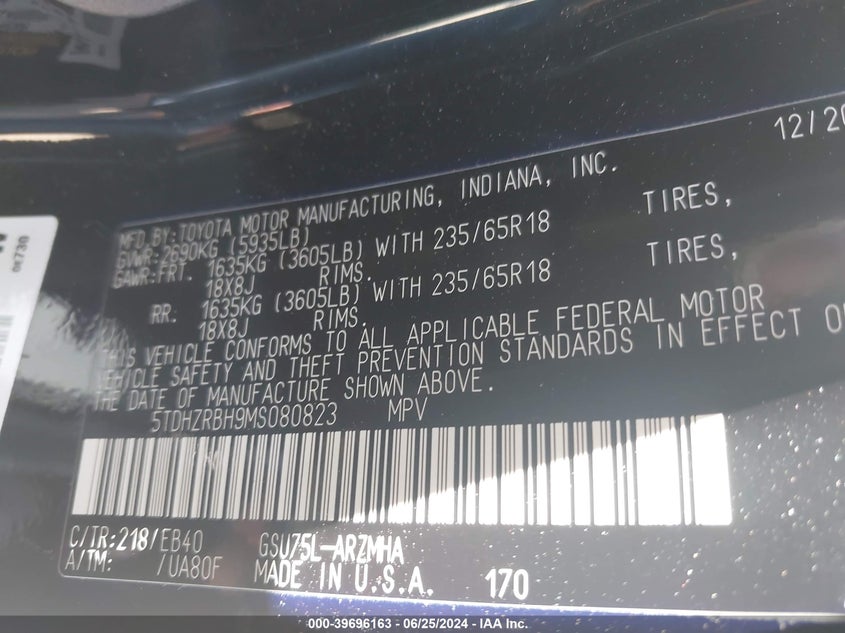 12/20
MFD.BY:TOYOTA MOTOR MANUFACTURING, INDIANA, INC.
GVWR:2690KG (5935LB)
GAWR:FRT. 1635KG (3605LB) WITH 235/65R18 TIRES,
18X8J RIMS.
RR: 1635KG (3605LB) WITH 235/65R18 TIRES,
18X8J RIMS.
THIS VEHICLE CONFORMS TO ALL APPLICABLE FEDERAL MOTOR
VEHICLE SAFETY AND THEFT PREVENTION STANDARDS IN EFFECT O
THE DATE OF MANUFACTURE SHOWN ABOVE.
5TDHZRBH9MS080823 MPV
C/TR:218/EB40 GSU75L-ARZMHA
A/TM: /UA80F MADE IN U.S.A. 170
0E730
000-39696163 - 06/25/2024 - IAA Inc.